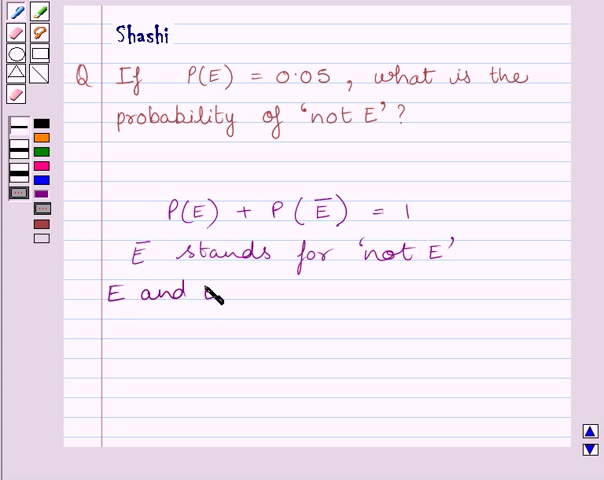 Shashi
Q If P(E) = 0.05, what is the
probability of 'not E'?
P(E) + P(E̅) = 1
E̅ stands for 'not E'
E and